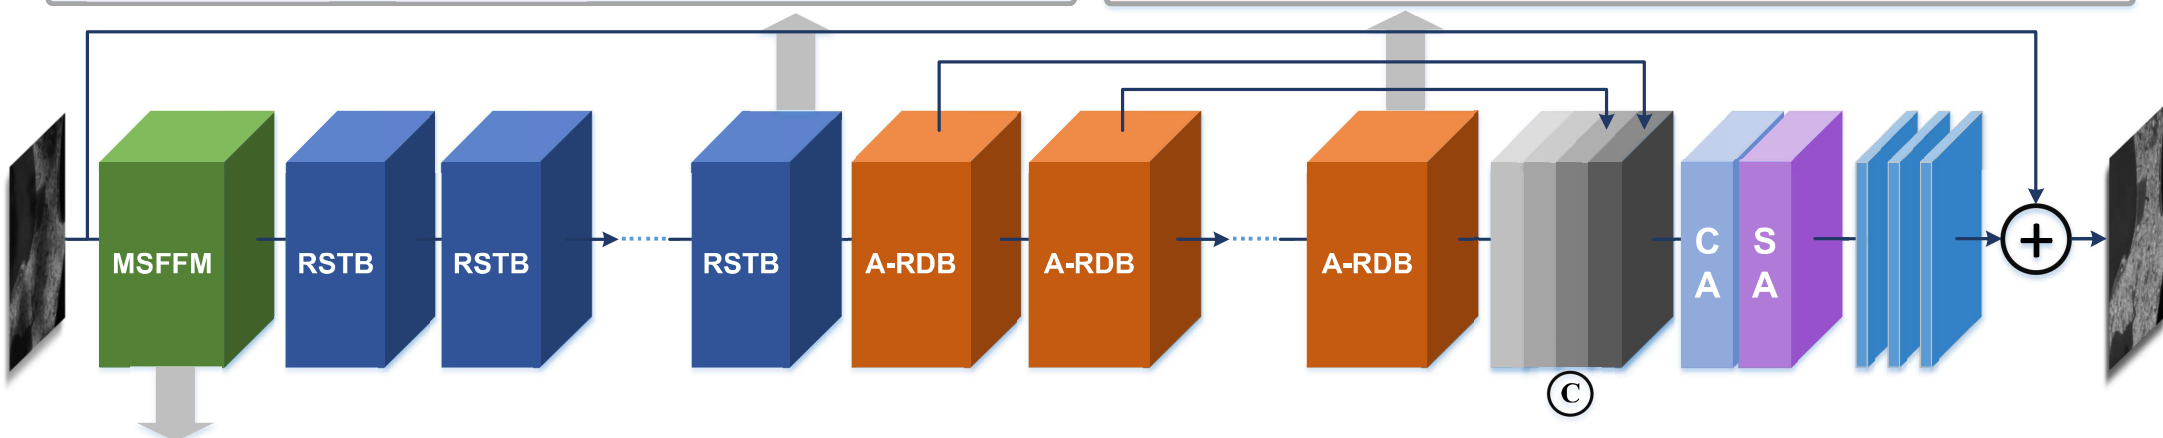 MSFFM
RSTB
RSTB
RSTB
A-RDB
A-RDB
A-RDB
C
A
S
A
+
C